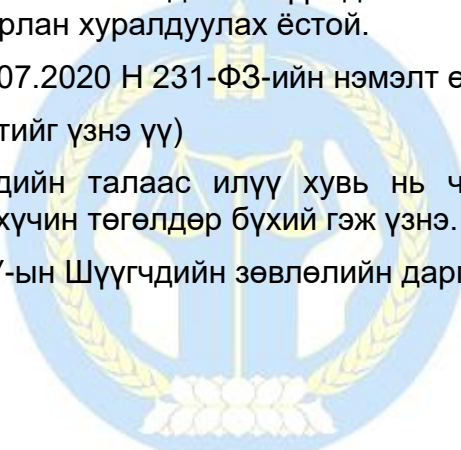 рлан хуралдуулах ёстой.
07.2020 Н 231-ФЗ-ийн нэмэлт ө
тийг үзнэ үү)
дийн талаас илүү хувь нь ч
хүчин төгөлдөр бүхий гэж үзнэ.
-ын Шүүгчдийн зөвлөлийн дарг